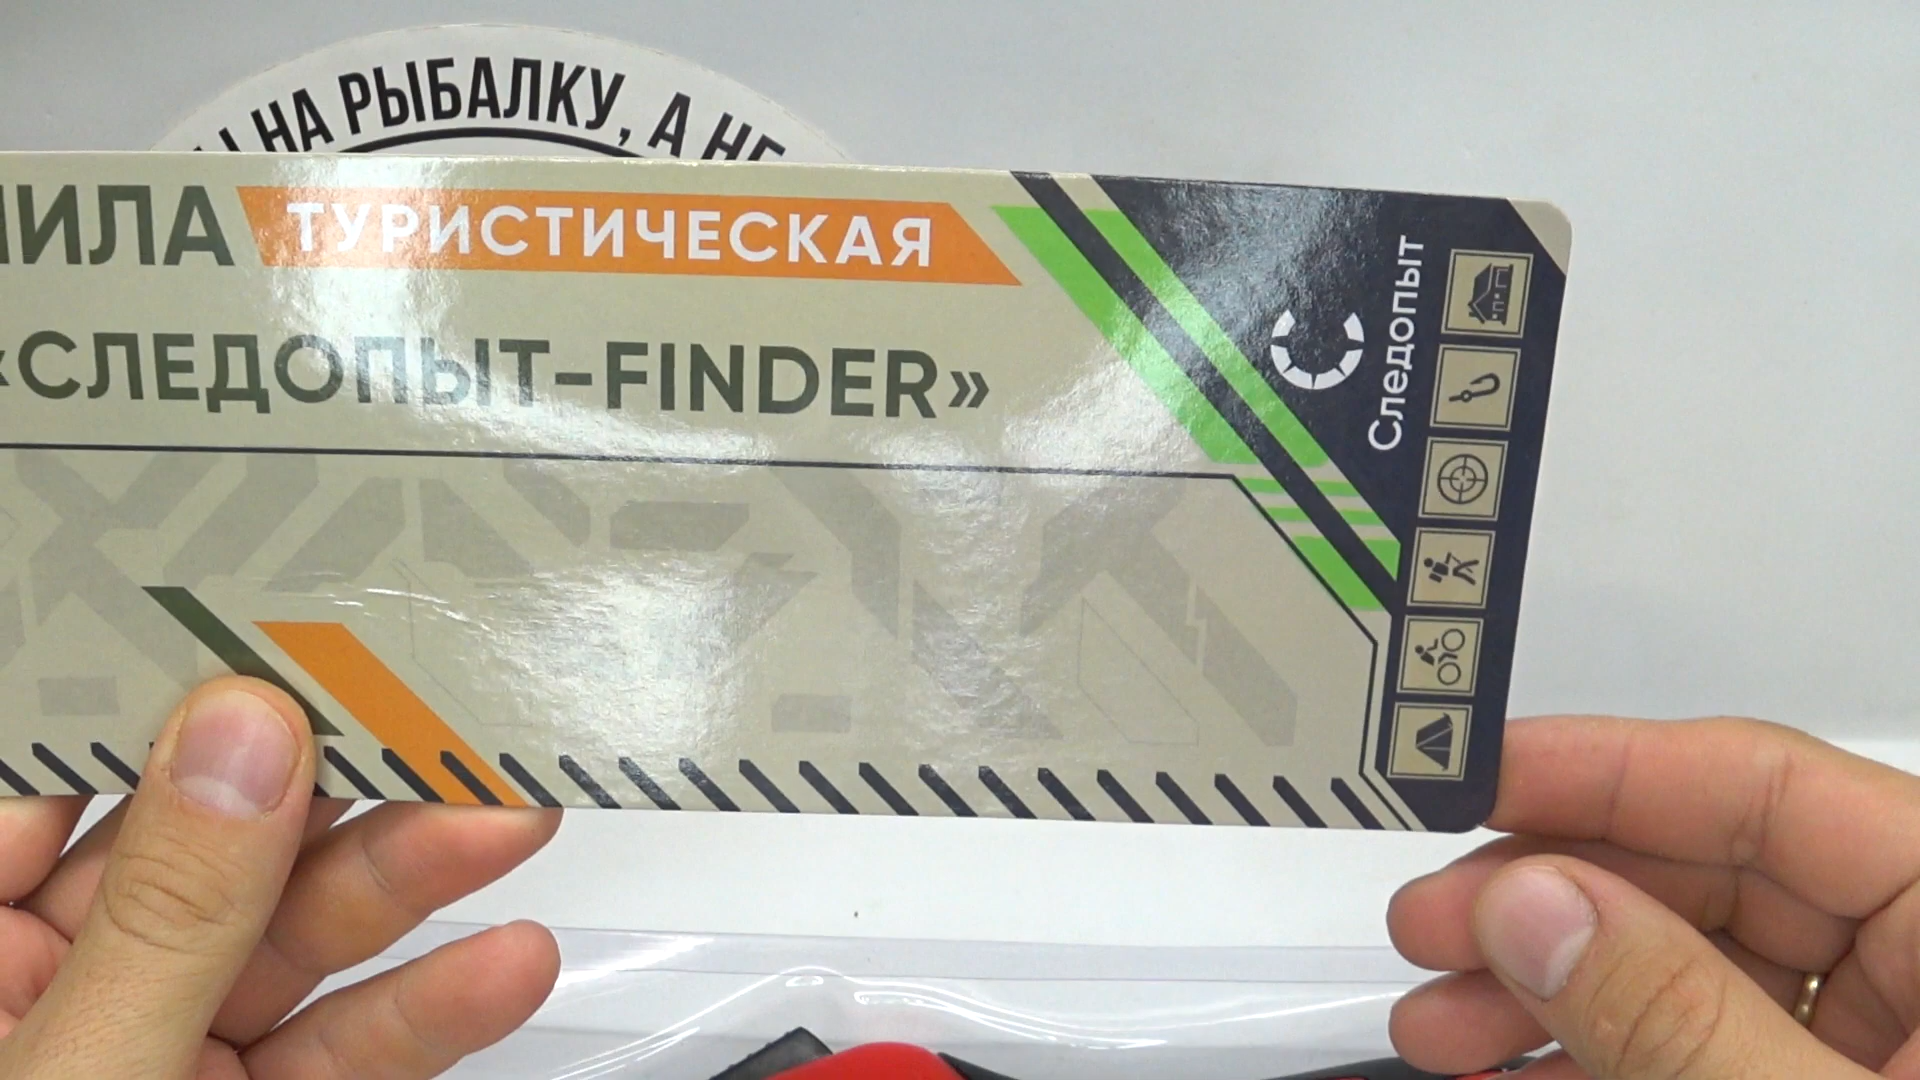 НА РЫБАЛКУ, А НЕ
ПИЛА ТУРИСТИЧЕСКАЯ
«СЛЕДОПЫТ-FINDER»
Следопыт